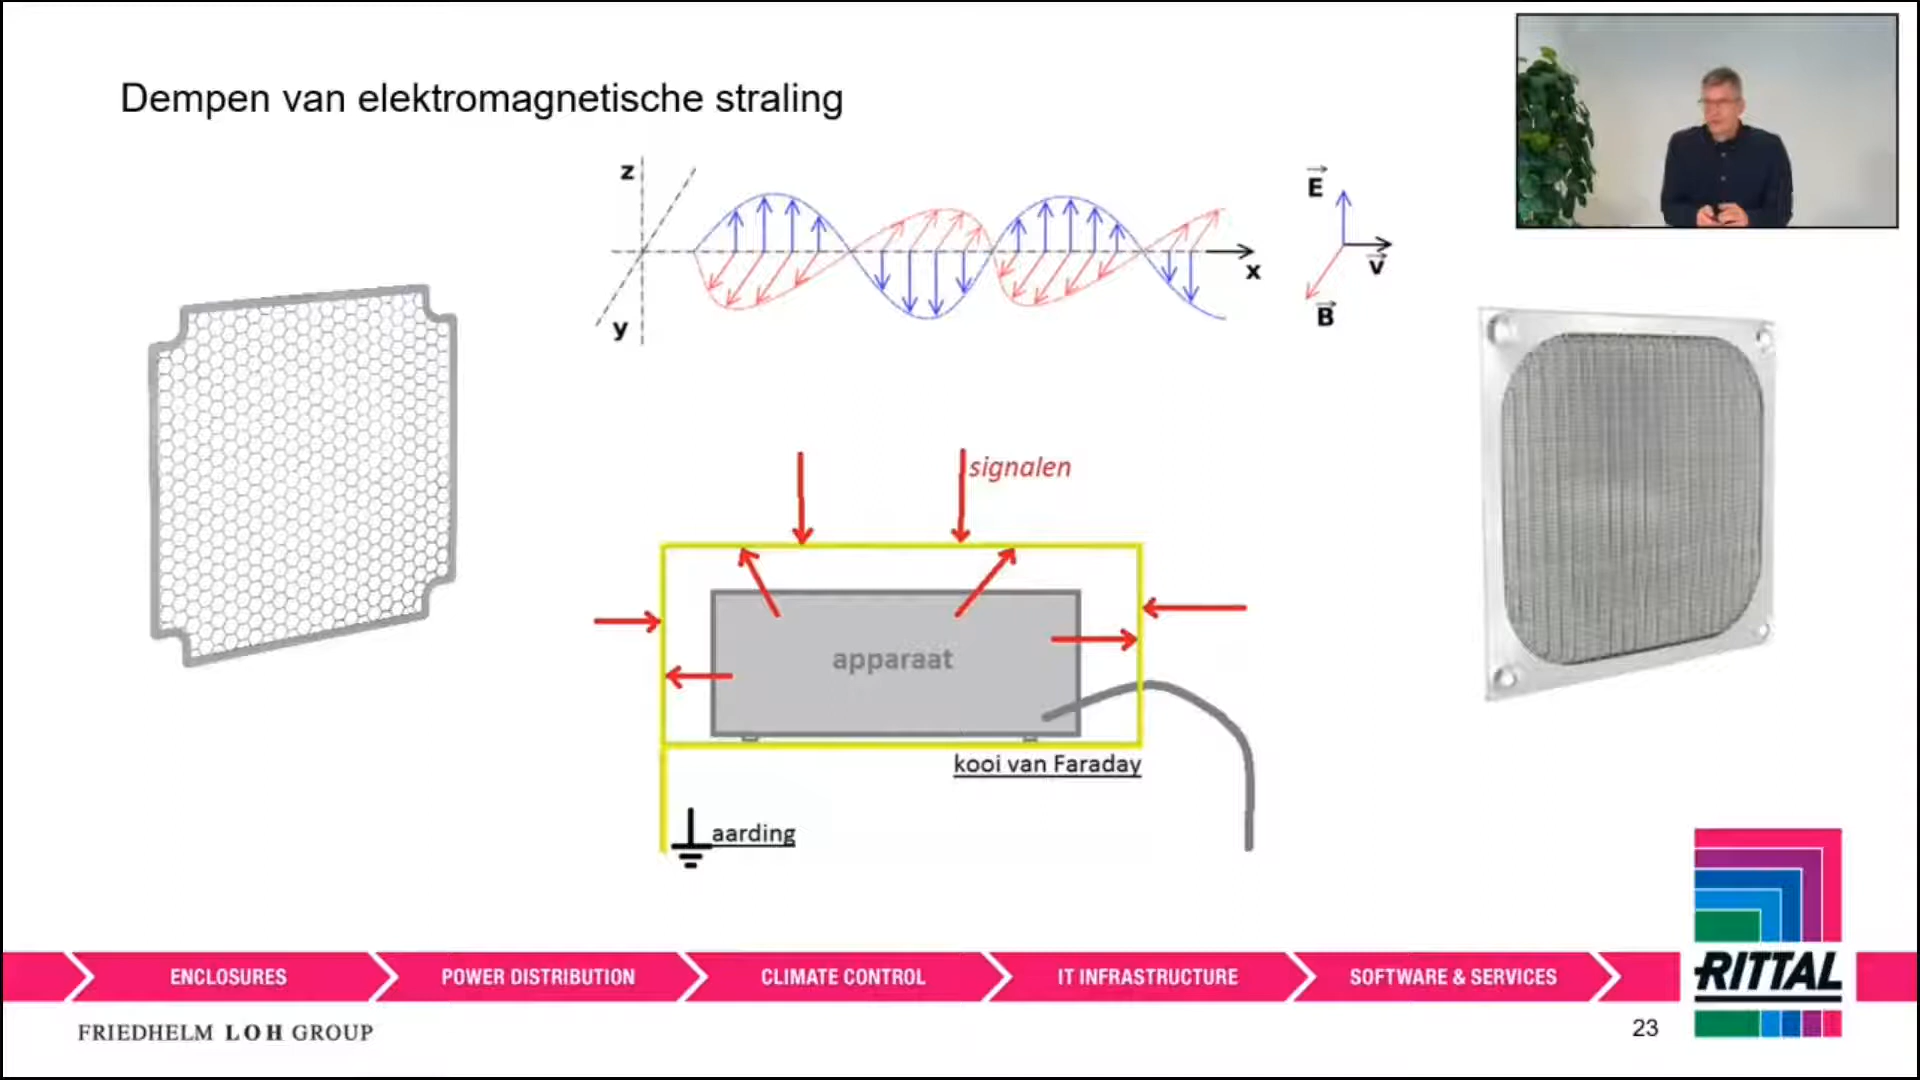 Dempen van elektromagnetische straling
z
y
x
E
v
B
signalen
apparaat
kooi van Faraday
aarding
ENCLOSURES
POWER DISTRIBUTION
CLIMATE CONTROL
IT INFRASTRUCTURE
SOFTWARE & SERVICES
RITTAL
FRIEDHELM LOH GROUP
23